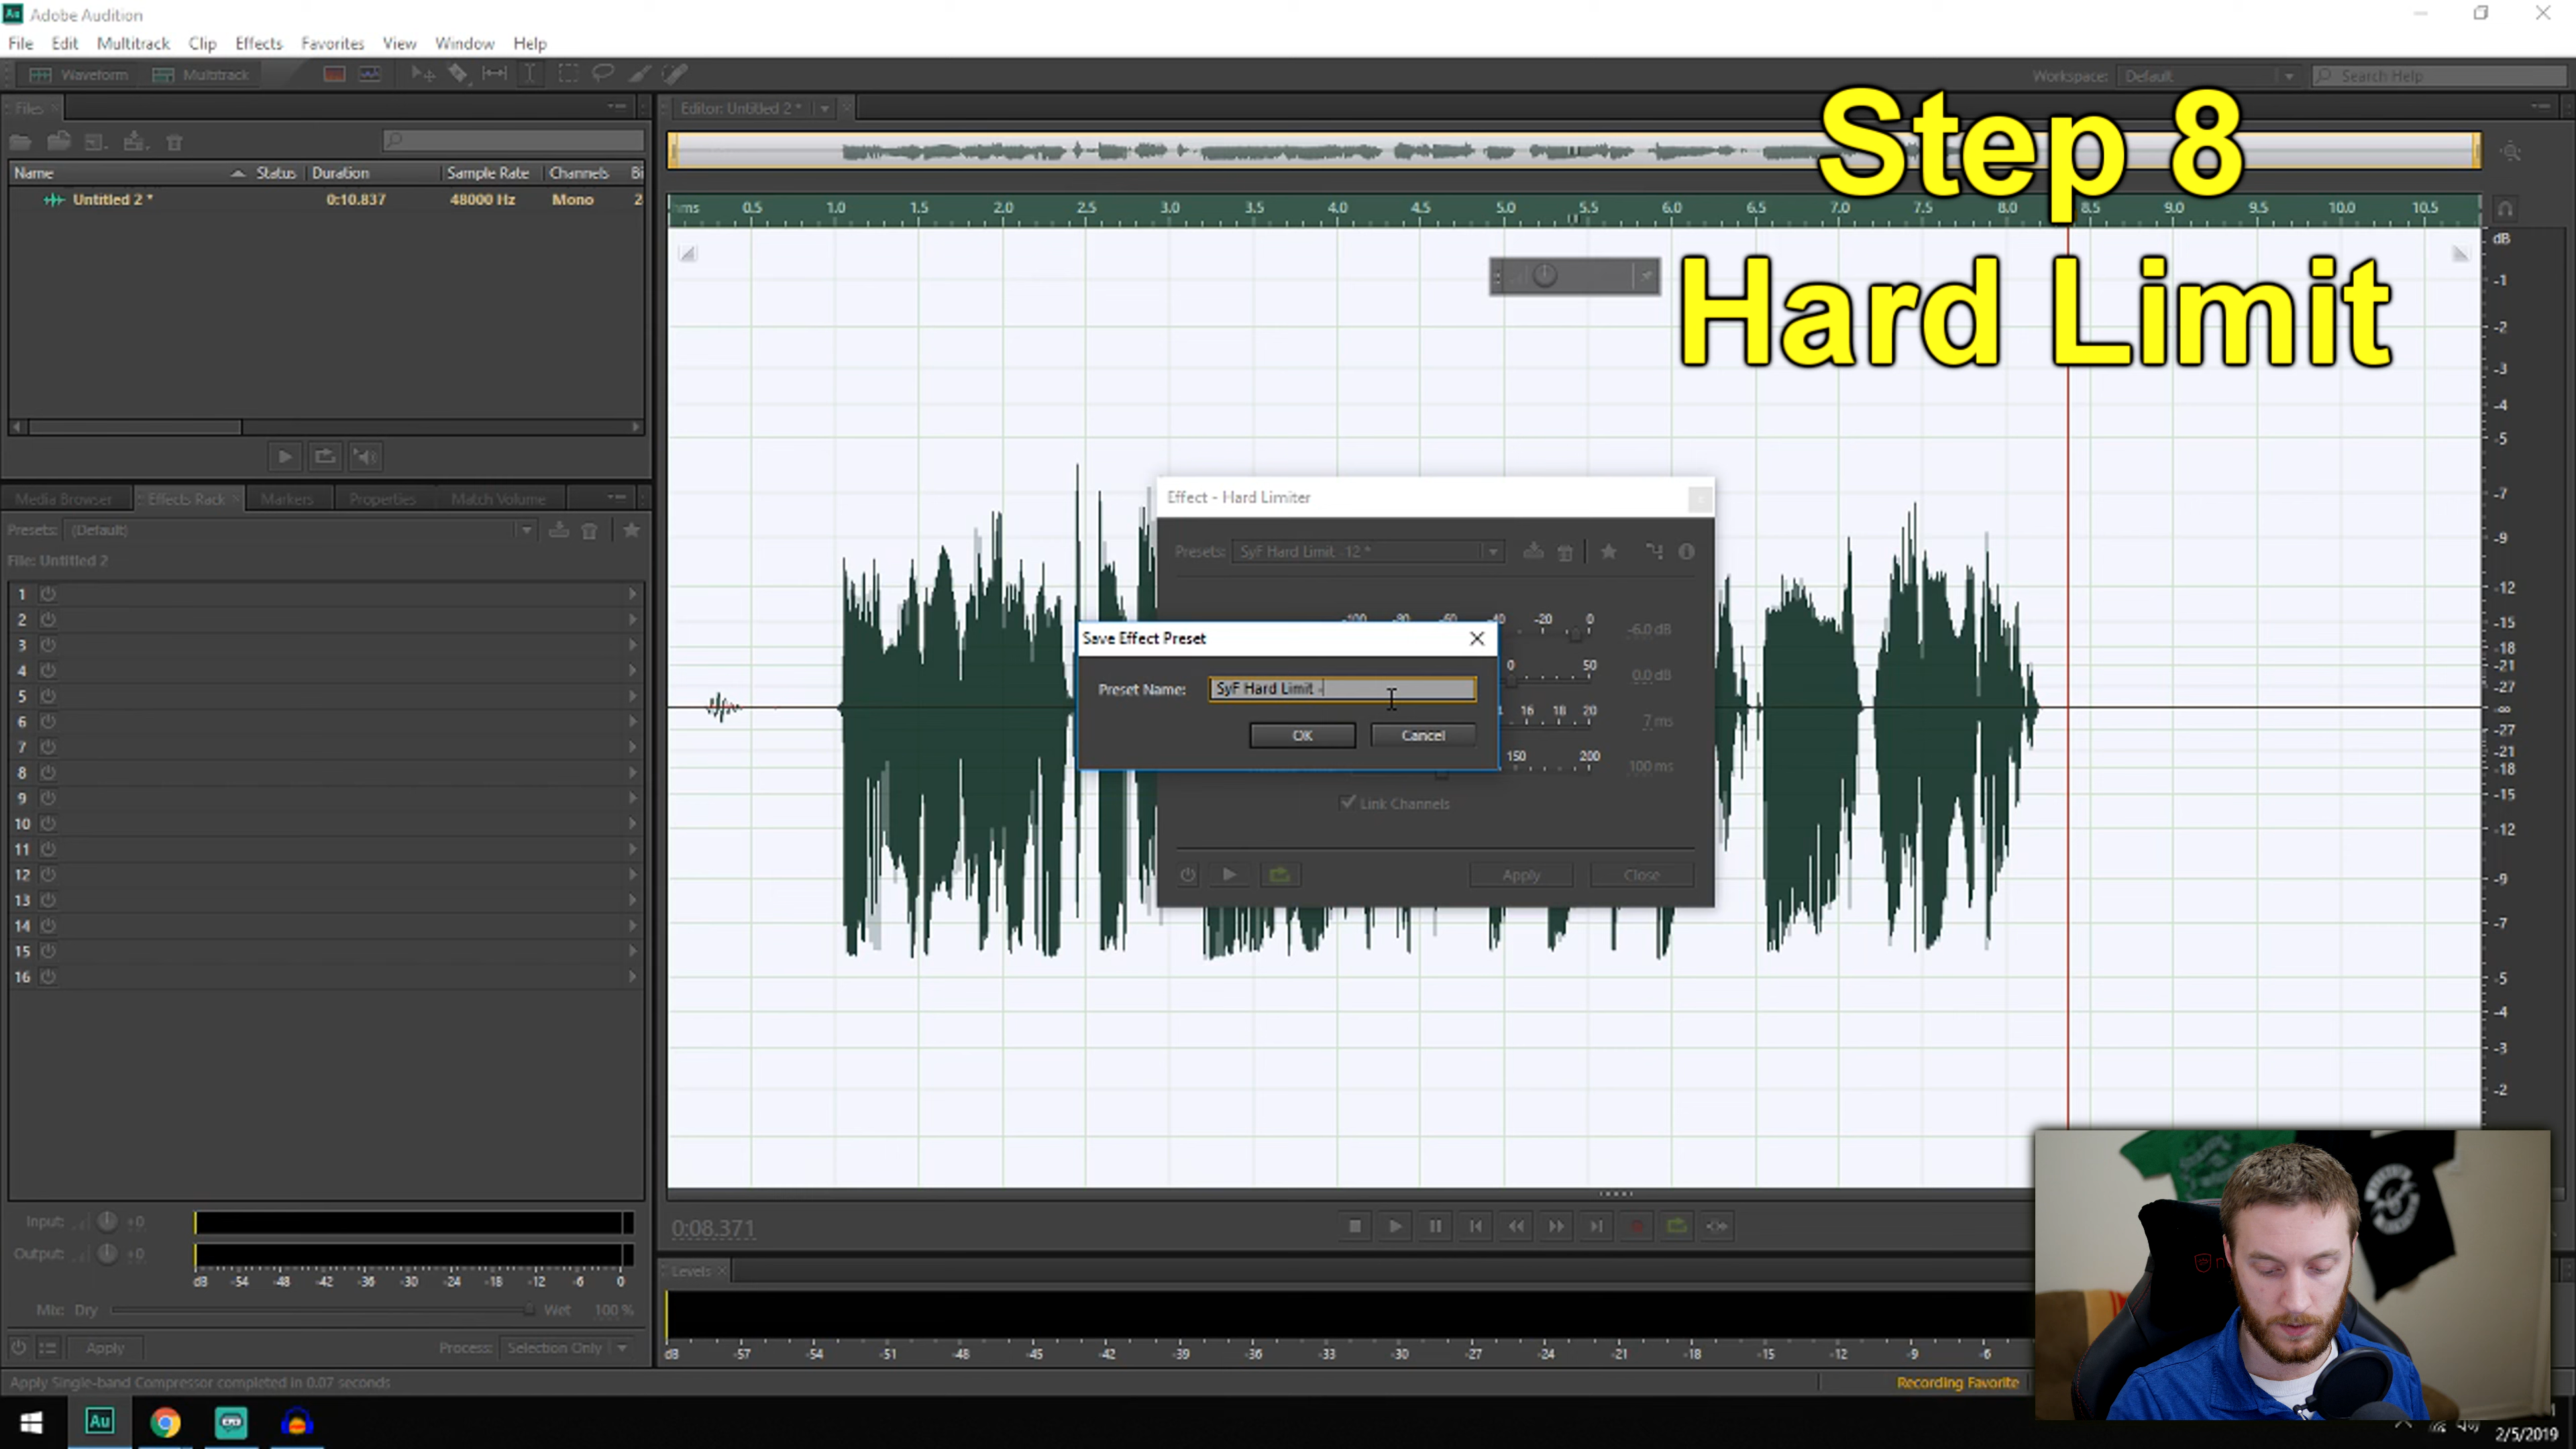 Adobe Audition
File Edit Multitrack Clip Effects Favorites View Window Help
Waveform Multitrack
Workspace: Default
Search Help
Files
Editor: Untitled 2 *
Step 8
Hard Limit
Name Status Duration Sample Rate Channels Bi
Untitled 2 * 0:10.837 48000 Hz Mono 2
hms 0.5 1.0 1.5 2.0 2.5 3.0 3.5 4.0 4.5 5.0 5.5 6.0 6.5 7.0 7.5 8.0 8.5 9.0 9.5 10.0 10.5
dB
-1
-2
-3
-4
-5
-7
-9
-12
-15
-18
-21
-27
-∞
-27
-21
-18
-15
-12
-9
-7
-5
-4
-3
-2
Media Browser Effects Rack Markers Properties Match Volume
Presets: (Default)
File: Untitled 2
1
2
3
4
5
6
7
8
9
10
11
12
13
14
15
16
Effect - Hard Limiter
Presets: SyF Hard Limit -12 *
-100 -80 -60 -40 -20 0 -6.0 dB
0 50 0.0 dB
16 18 20 7 ms
150 200 100 ms
Link Channels
Apply Close
Save Effect Preset
Preset Name: SyF Hard Limit -
OK Cancel
Input: +0
Output: +0
dB -54 -48 -42 -36 -30 -24 -18 -12 -6 0
Mix: Dry Wet 100 %
Apply Process: Selection Only
0:08.371
Levels
dB -57 -54 -51 -48 -45 -42 -39 -36 -33 -30 -27 -24 -21 -18 -15 -12 -9 -6
Apply Single-band Compressor completed in 0.07 seconds
Recording Favorite
Au
2/5/2019